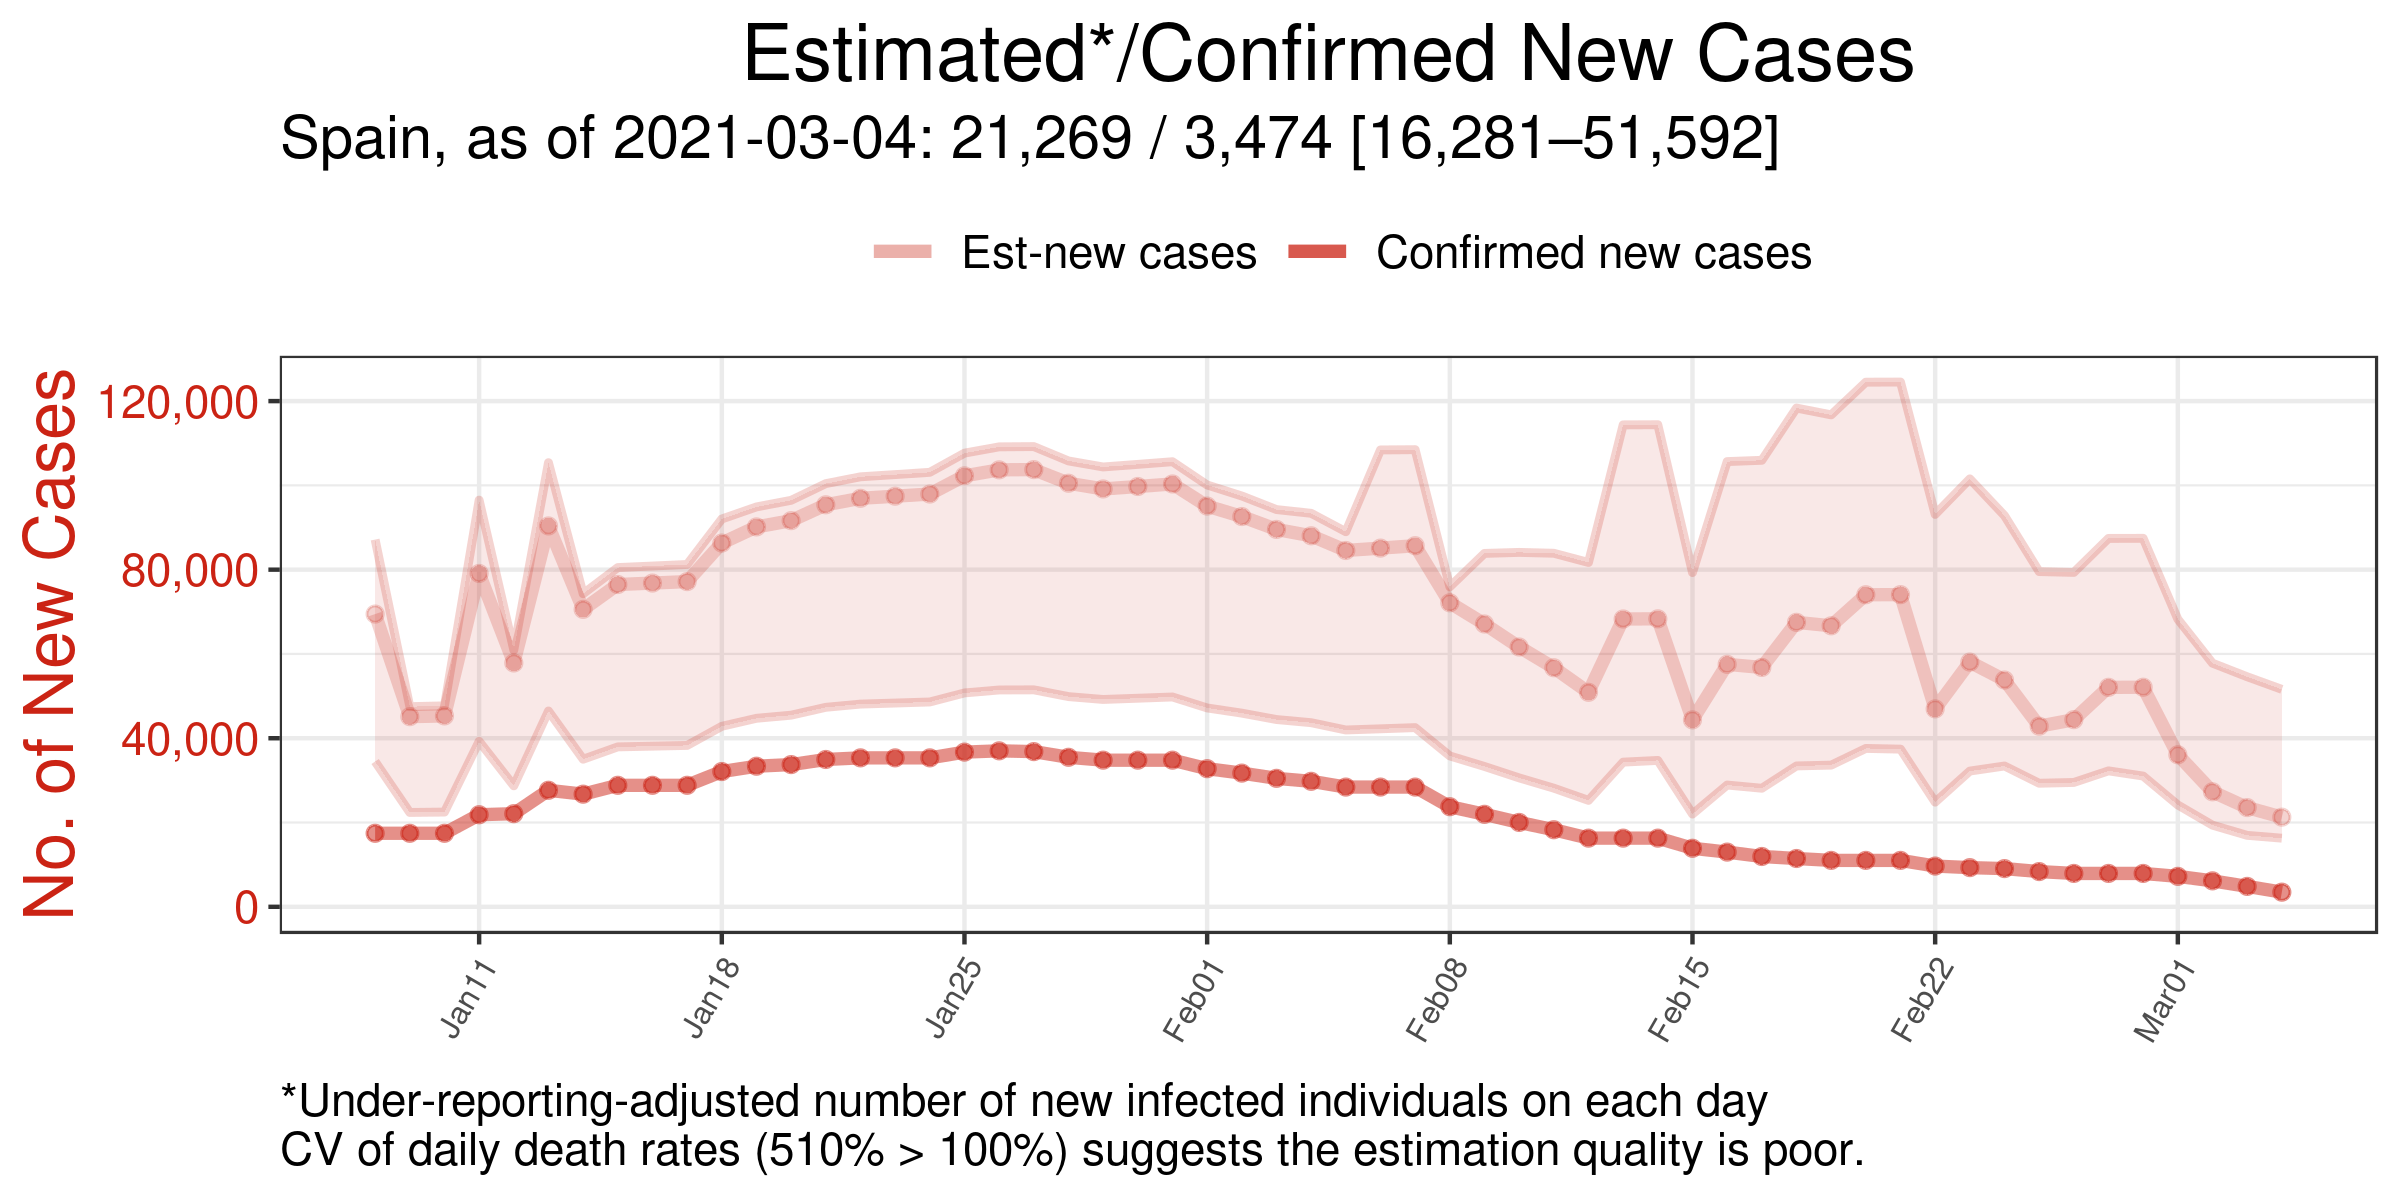 Estimated*/Confirmed New Cases
Spain, as of 2021-03-04: 21,269 / 3,474 [16,281–51,592]
Est-new cases
Confirmed new cases
No. of New Cases
120,000
80,000
40,000
0
Jan11
Jan18
Jan25
Feb01
Feb08
Feb15
Feb22
Mar01
*Under-reporting-adjusted number of new infected individuals on each day
CV of daily death rates (510% > 100%) suggests the estimation quality is poor.